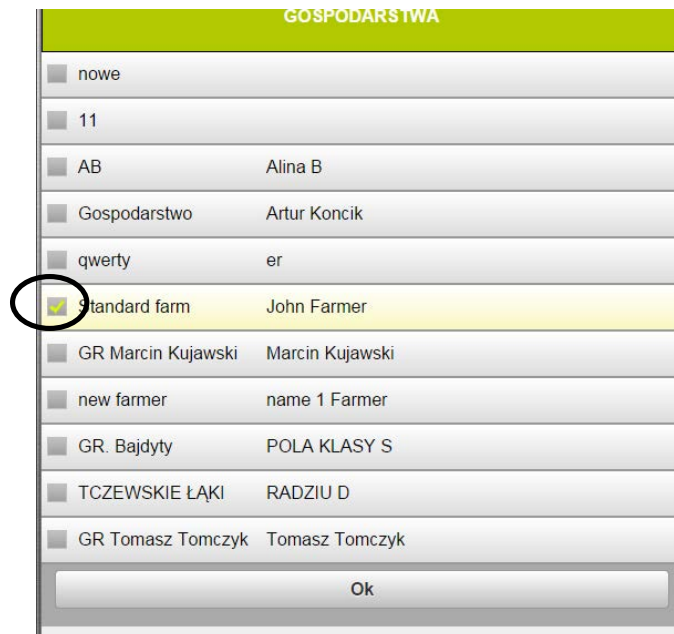 GOSPODARSTWA
nowe
11
AB Alina B
Gospodarstwo Artur Koncik
qwerty er
Standard farm John Farmer
GR Marcin Kujawski Marcin Kujawski
new farmer name 1 Farmer
GR. Bajdyty POLA KLASY S
TCZEWSKIE ŁĄKI RADZIU D
GR Tomasz Tomczyk Tomasz Tomczyk
Ok